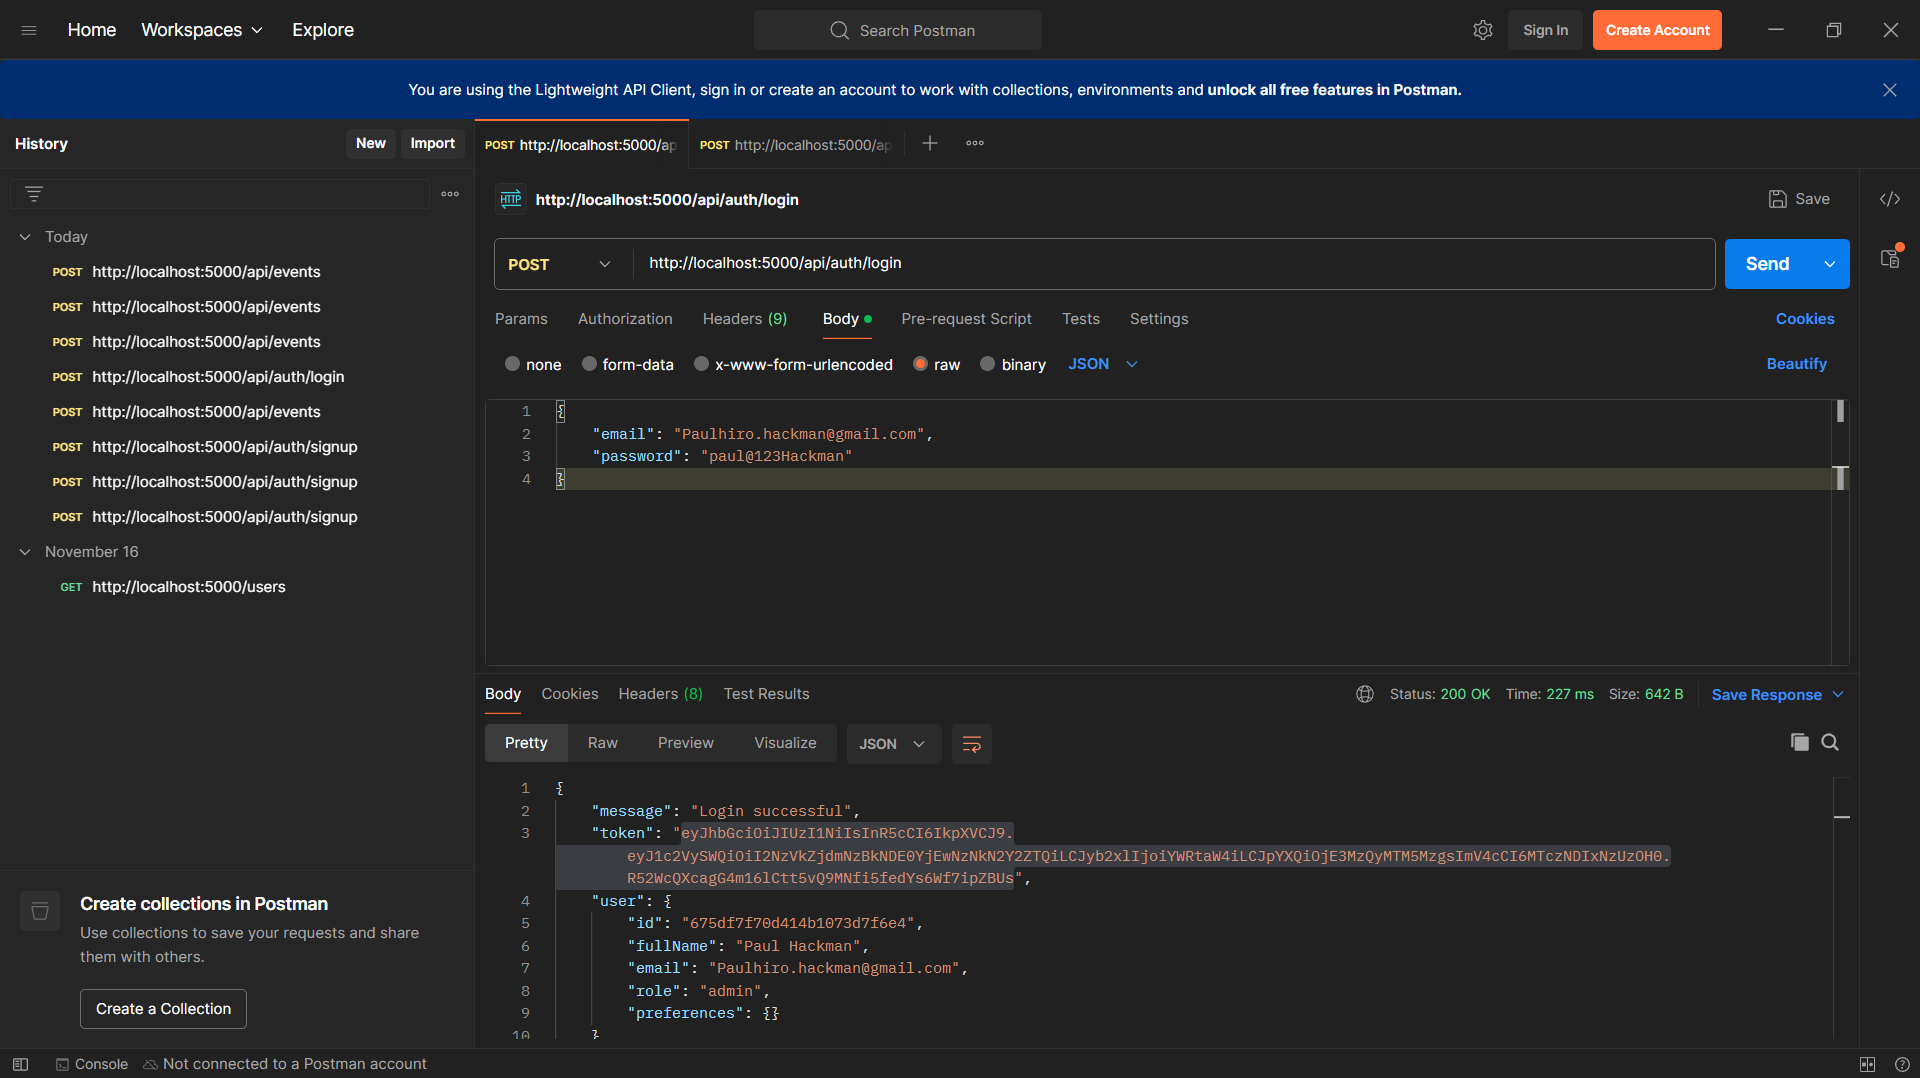 Home Workspaces Explore
Search Postman
Sign In Create Account
You are using the Lightweight API Client, sign in or create an account to work with collections, environments and unlock all free features in Postman.
History New Import
POST http://localhost:5000/ap
POST http://localhost:5000/ap
Today
POST http://localhost:5000/api/events
POST http://localhost:5000/api/events
POST http://localhost:5000/api/events
POST http://localhost:5000/api/auth/login
POST http://localhost:5000/api/events
POST http://localhost:5000/api/auth/signup
POST http://localhost:5000/api/auth/signup
POST http://localhost:5000/api/auth/signup
November 16
GET http://localhost:5000/users
Create collections in Postman
Use collections to save your requests and share
them with others.
Create a Collection
HTTP http://localhost:5000/api/auth/login
Save
POST http://localhost:5000/api/auth/login
Send
Params Authorization Headers (9) Body Pre-request Script Tests Settings
Cookies
none form-data x-www-form-urlencoded raw binary JSON
Beautify
1 {
2 "email": "Paulhiro.hackman@gmail.com",
3 "password": "paul@123Hackman"
4 }
Body Cookies Headers (8) Test Results
Status: 200 OK Time: 227 ms Size: 642 B
Save Response
Pretty Raw Preview Visualize JSON
1 {
2 "message": "Login successful",
3 "token": "eyJhbGciOiJIUzI1NiIsInR5cCI6IkpXVCJ9.
eyJ1c2VySWQiOiI2NzVkZjdmNzBkNDE0YjEwNzNkN2Y2ZTQiLCJyb2xlIjoiYWRtaW4iLCJpYXQiOjE3MzQyMTM5MzgsImV4cCI6MTczNDIxNzUzOH0.
R52WcQXcagG4m16lCtt5vQ9MNfi5fedYs6Wf7ipZBUs",
4 "user": {
5 "id": "675df7f70d414b1073d7f6e4",
6 "fullName": "Paul Hackman",
7 "email": "Paulhiro.hackman@gmail.com",
8 "role": "admin",
9 "preferences": {}
10 }
Console Not connected to a Postman account